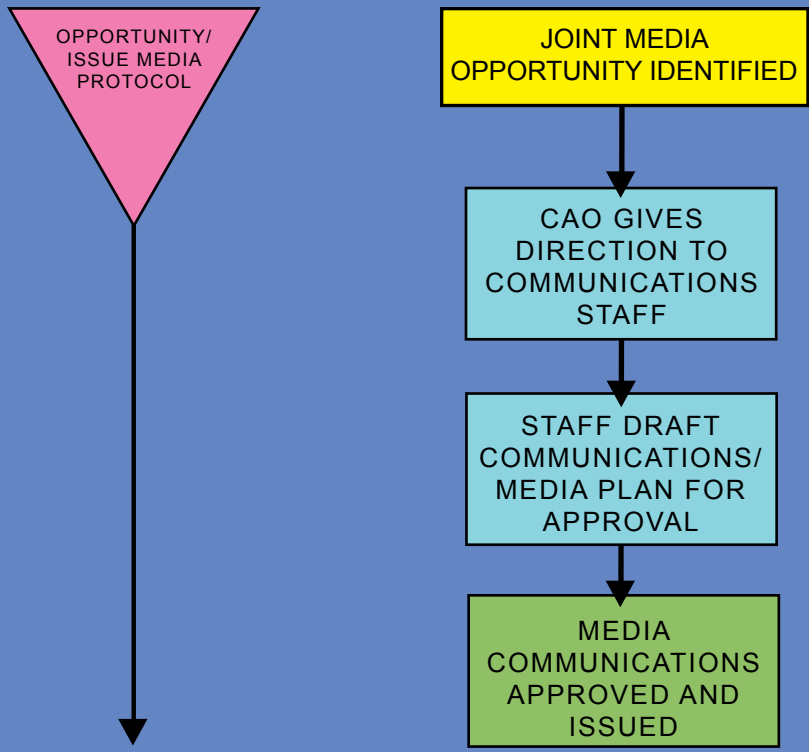 OPPORTUNITY/
ISSUE MEDIA
PROTOCOL
JOINT MEDIA
OPPORTUNITY IDENTIFIED
CAO GIVES
DIRECTION TO
COMMUNICATIONS
STAFF
STAFF DRAFT
COMMUNICATIONS/
MEDIA PLAN FOR
APPROVAL
MEDIA
COMMUNICATIONS
APPROVED AND
ISSUED